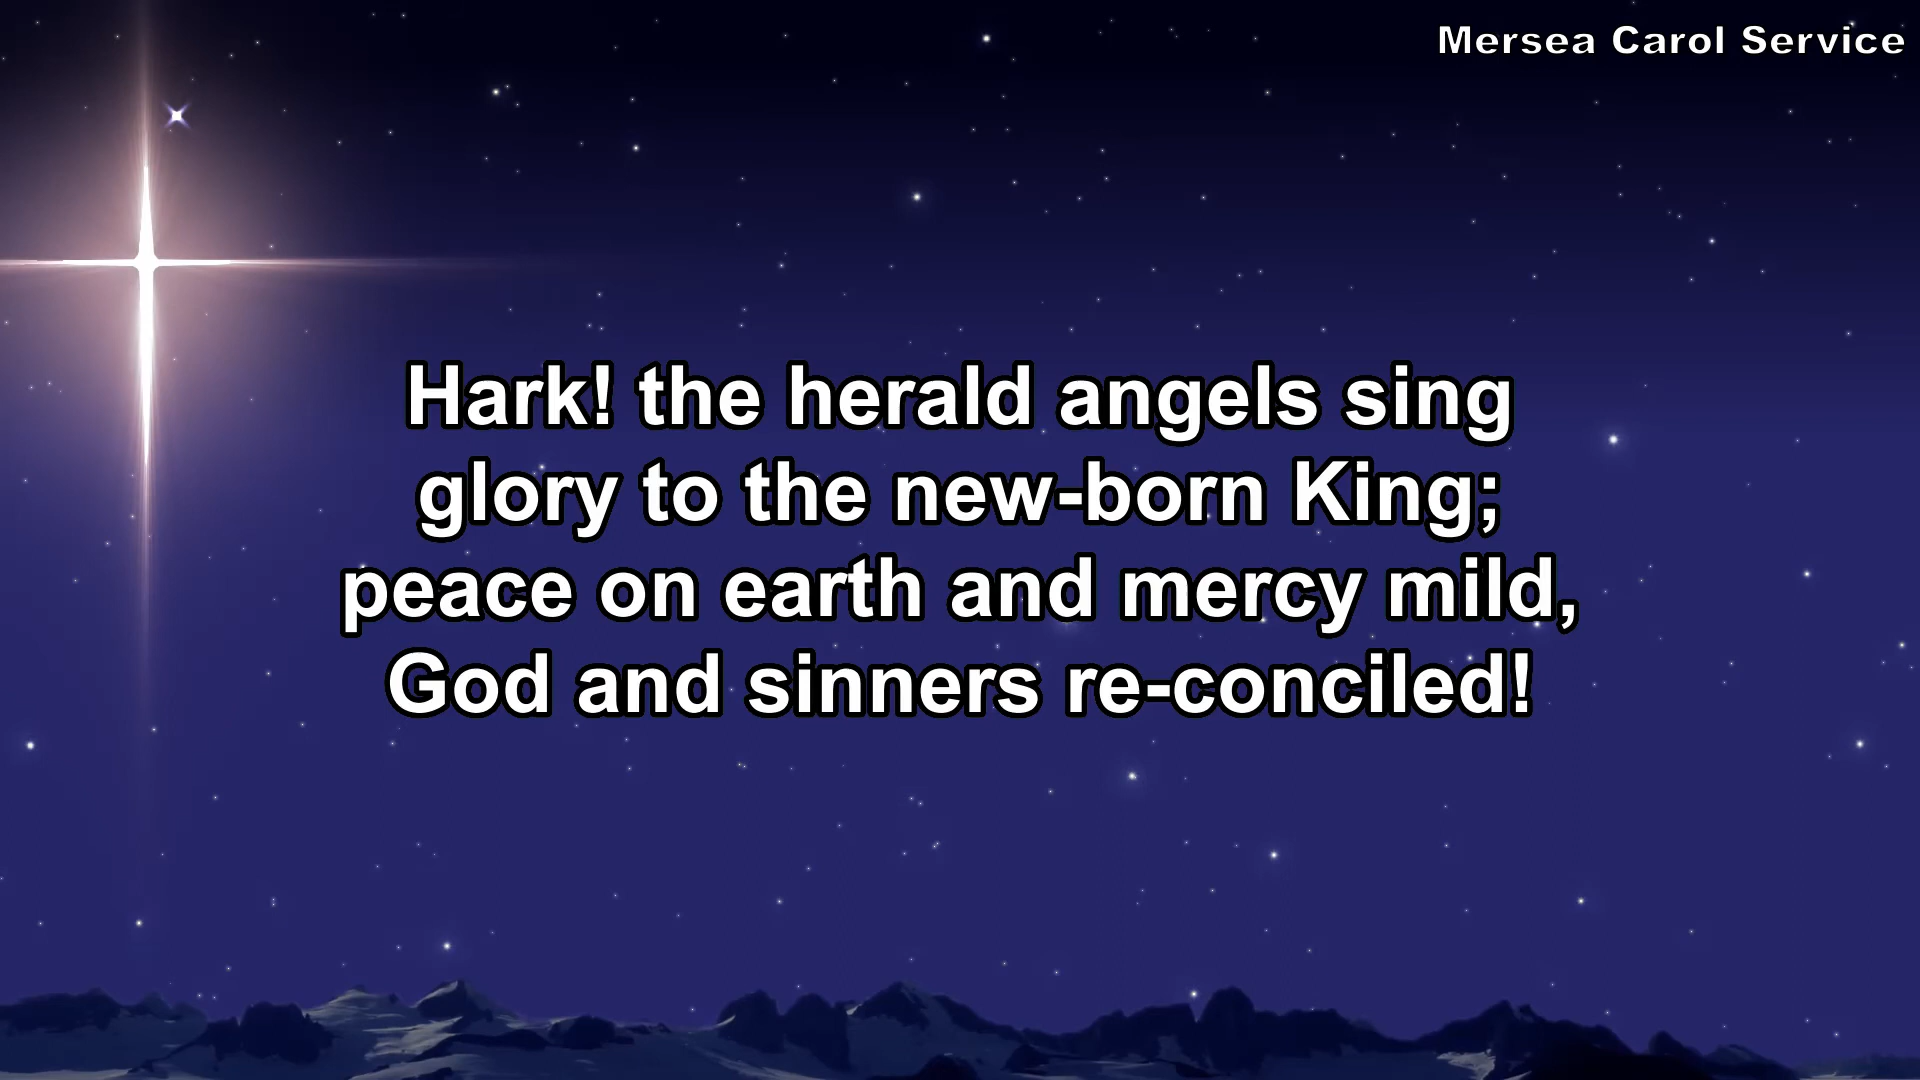 Mersea Carol Service
Hark! the herald angels sing
glory to the new-born King;
peace on earth and mercy mild,
God and sinners re-conciled!